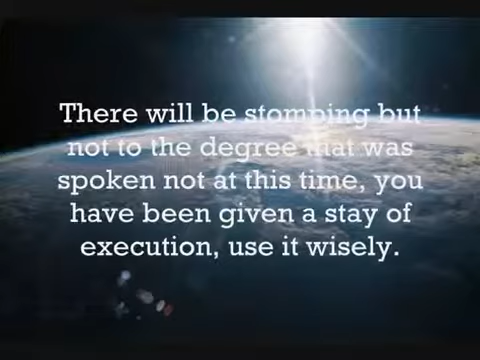 There will be stomping but
not to the degree that was
spoken not at this time, you
have been given a stay of
execution, use it wisely.